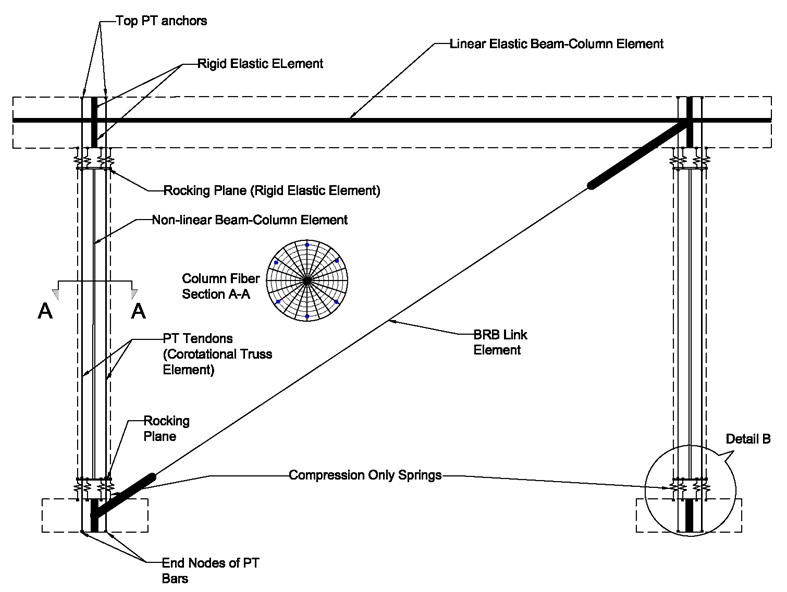 Top PT anchors
Linear Elastic Beam-Column Element
Rigid Elastic ELement
Rocking Plane (Rigid Elastic Element)
Non-linear Beam-Column Element
Column Fiber
Section A-A
A
A
PT Tendons
(Corotational Truss
Element)
BRB Link
Element
Rocking
Plane
Detail B
Compression Only Springs
End Nodes of PT
Bars